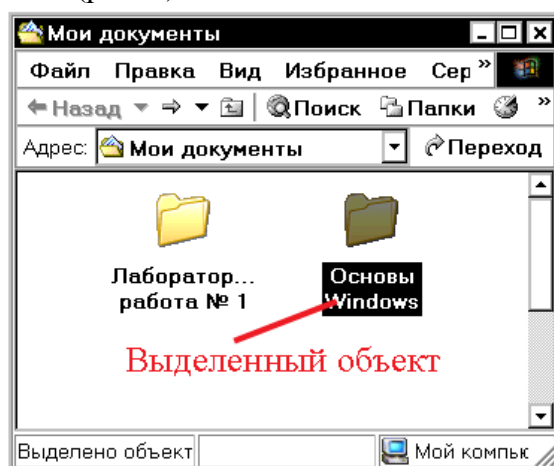 Мои документы
Файл Правка Вид Избранное Сер »
Назад Поиск Папки »
Адрес: Мои документы Переход
Лаборатор... Основы
работа № 1 Windows
Выделенный объект
Выделено объект Мой компьк